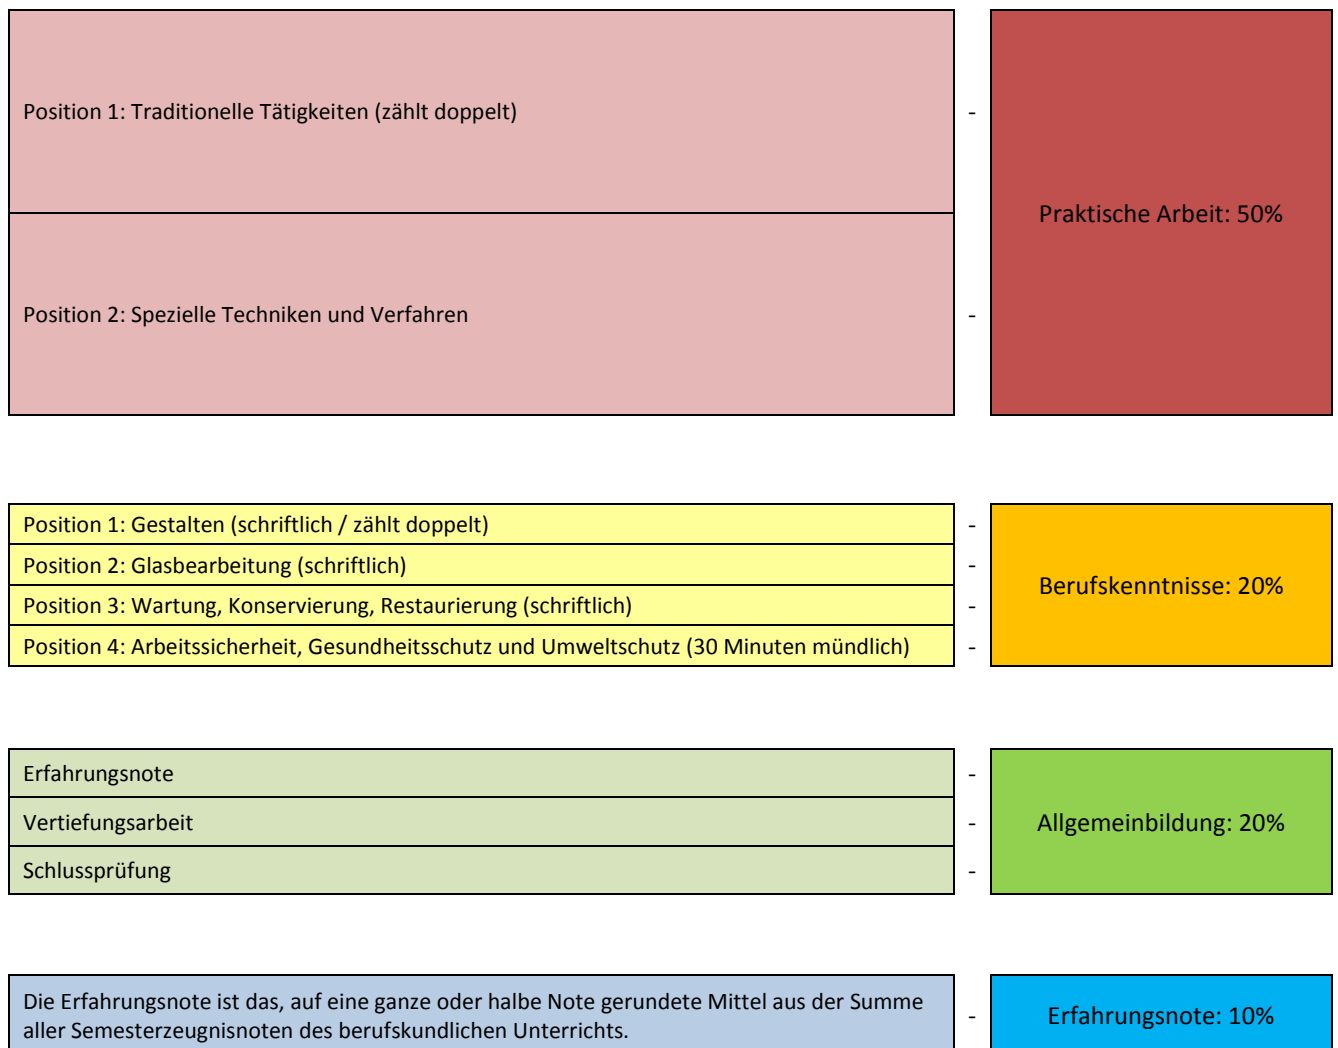 Position 1: Traditionelle Tätigkeiten (zählt doppelt)
-
Praktische Arbeit: 50%
Position 2: Spezielle Techniken und Verfahren
-
Position 1: Gestalten (schriftlich / zählt doppelt)
-
Position 2: Glasbearbeitung (schriftlich)
-
Berufskenntnisse: 20%
Position 3: Wartung, Konservierung, Restaurierung (schriftlich)
-
Position 4: Arbeitssicherheit, Gesundheitsschutz und Umweltschutz (30 Minuten mündlich)
-
Erfahrungsnote
-
Vertiefungsarbeit
-
Allgemeinbildung: 20%
Schlussprüfung
-
Die Erfahrungsnote ist das, auf eine ganze oder halbe Note gerundete Mittel aus der Summe
aller Semesterzeugnisnoten des berufskundlichen Unterrichts.
-
Erfahrungsnote: 10%